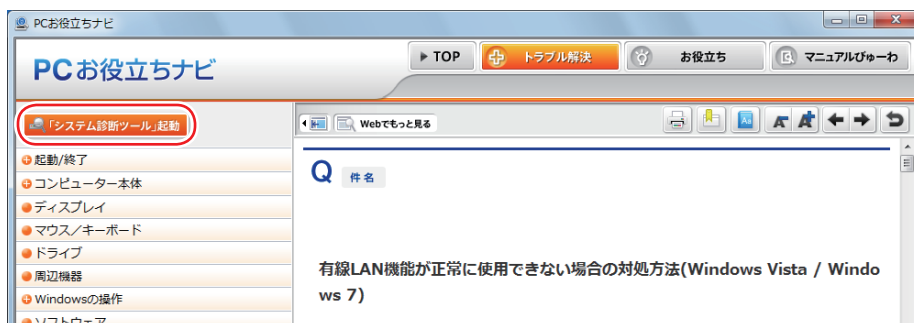 PCお役立ちナビ
PCお役立ちナビ
TOP
トラブル解決
お役立ち
マニュアルびゅーわ
「システム診断ツール」起動
Webでもっと見る
起動/終了
コンピューター本体
ディスプレイ
マウス/キーボード
ドライブ
周辺機器
Windowsの操作
ソフトウェア
Q 件名
有線LAN機能が正常に使用できない場合の対処方法(Windows Vista / Windo
ws 7)